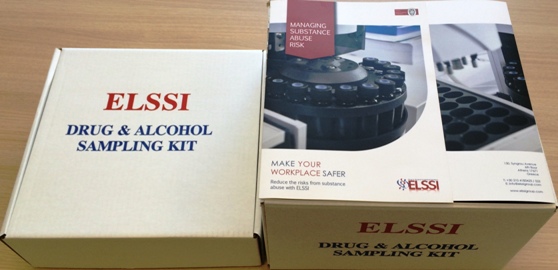 ELSSI
DRUG & ALCOHOL
SAMPLING KIT
MANAGING
SUBSTANCE
ABUSE
RISK
MAKE YOUR
WORKPLACE SAFER
Reduce the risks from substance
abuse with ELSSI
ELSSI
ELSSI
DRUG & ALCOHOL
SAMPLING KIT